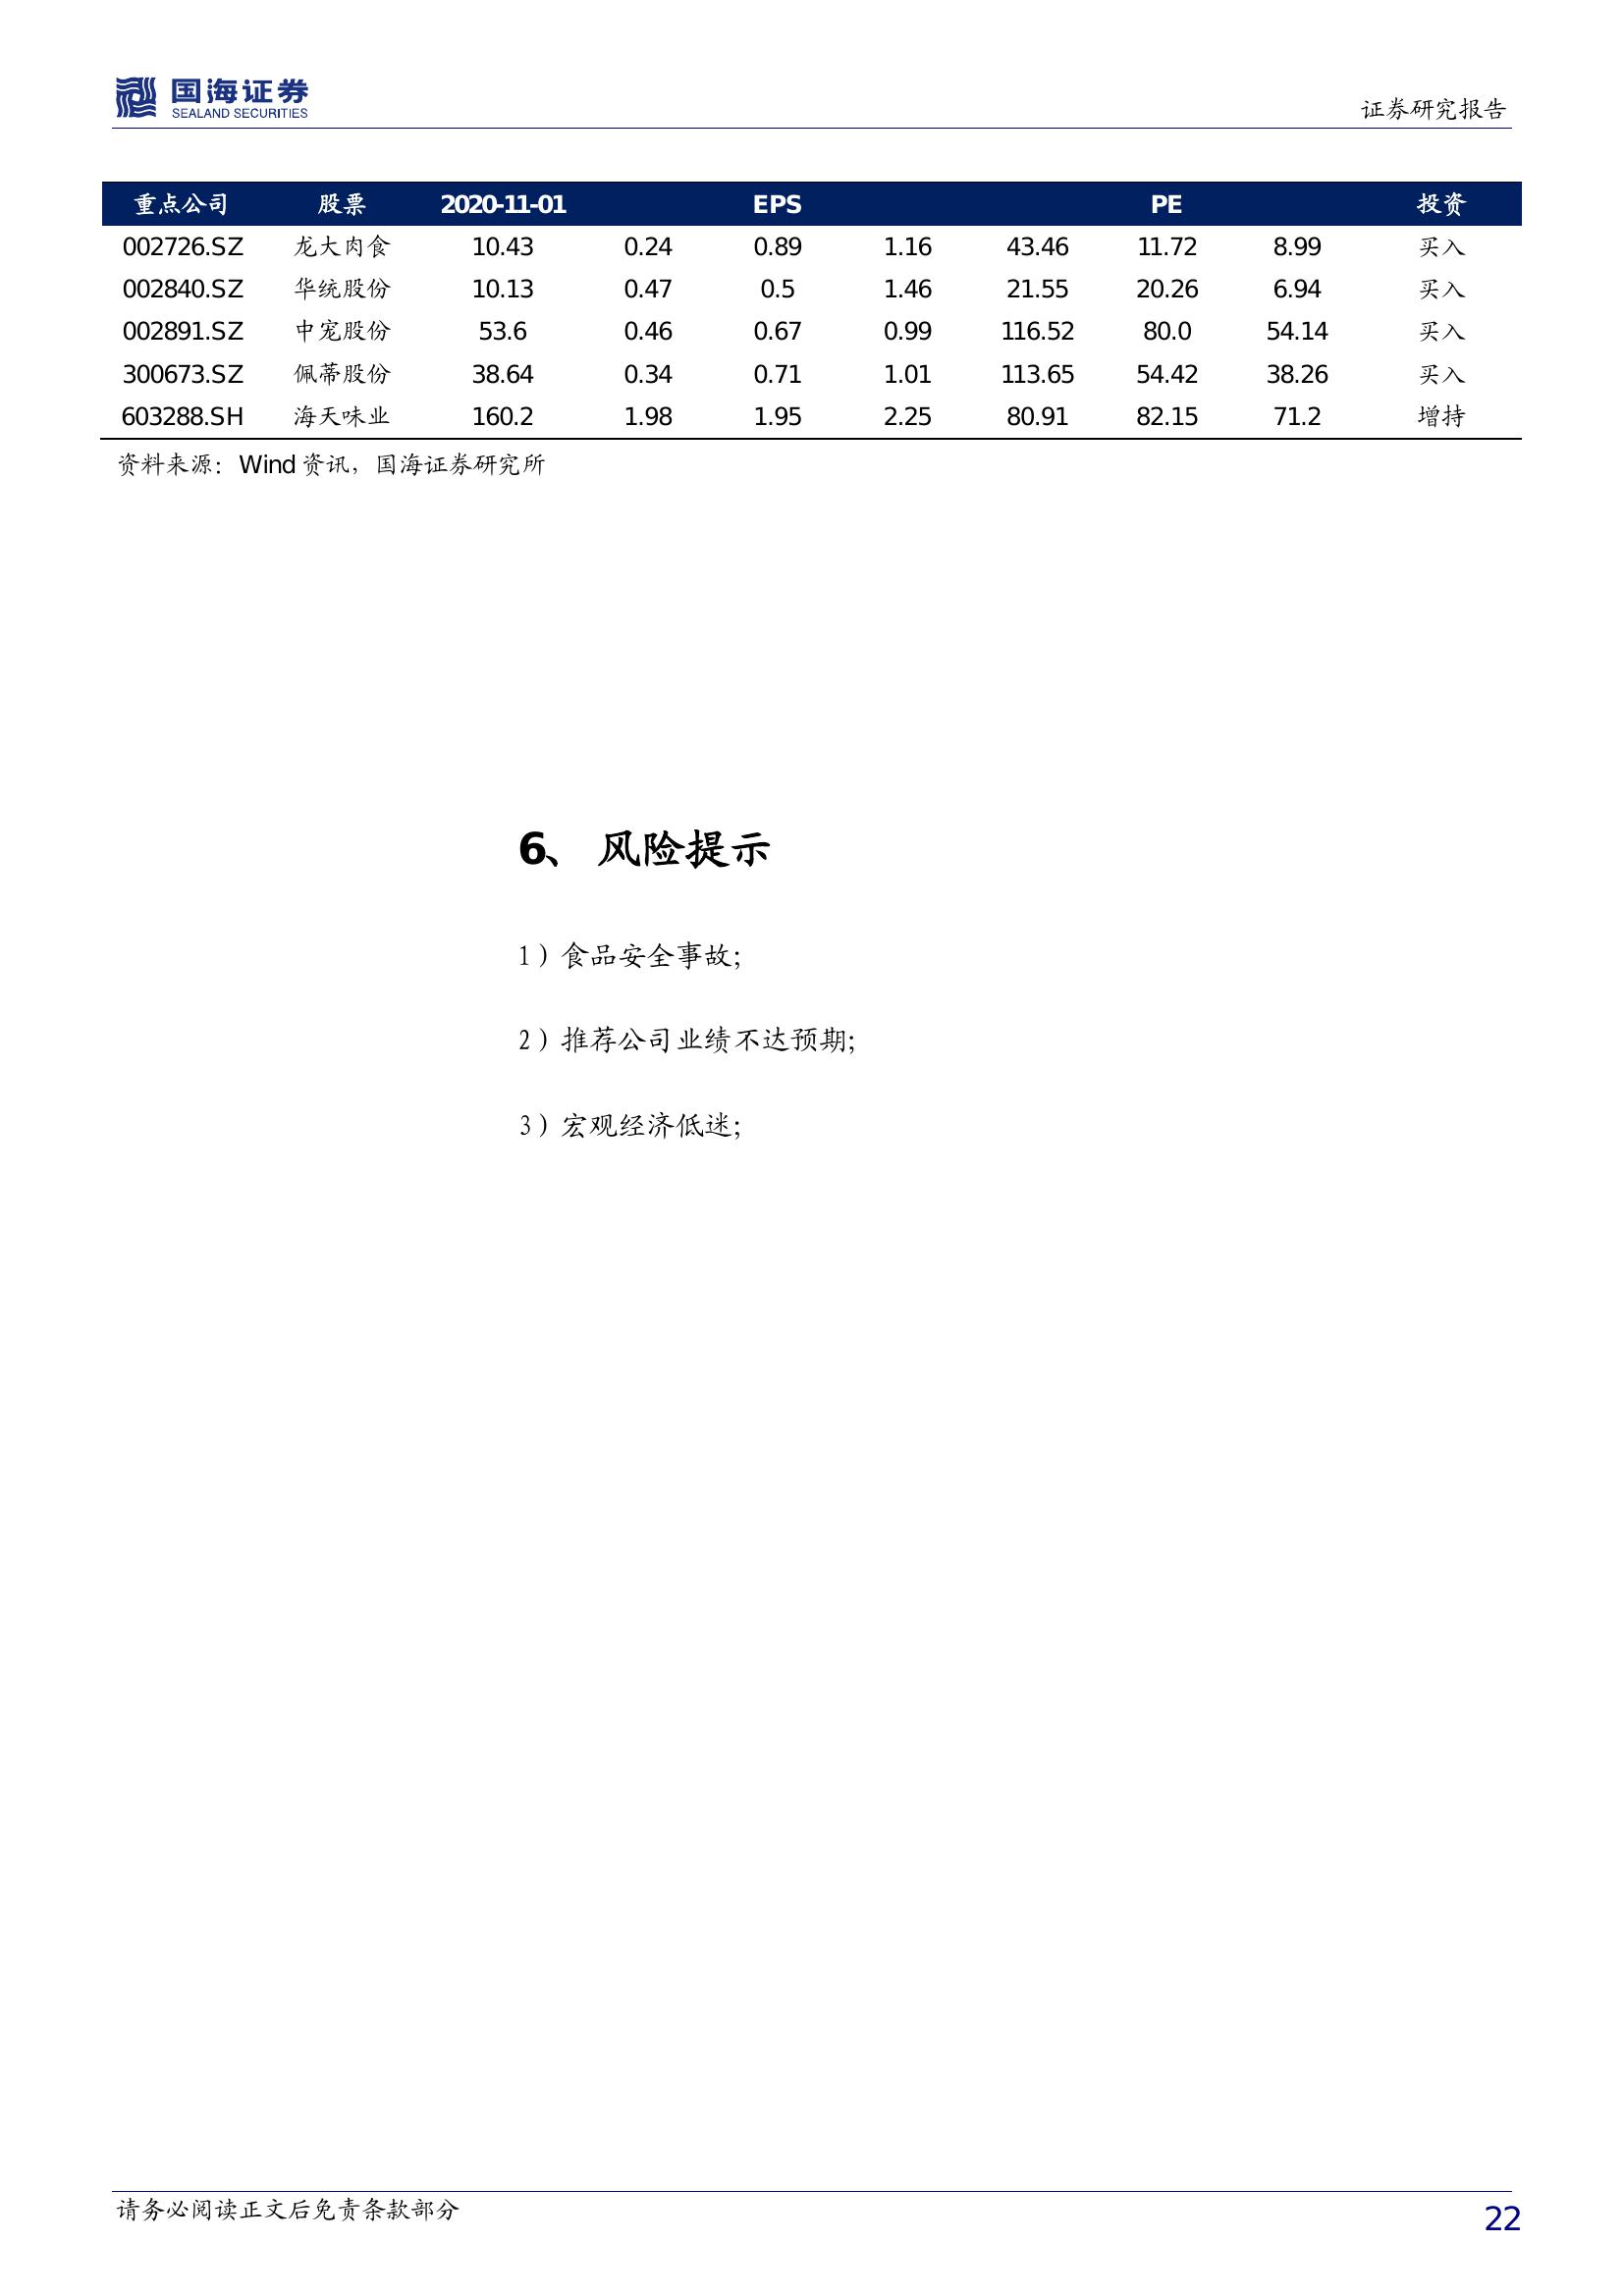 国海证券
SEALAND SECURITIES
证券研究报告
重点公司 股票 2020-11-01 EPS PE 投资
002726.SZ 龙大肉食 10.43 0.24 0.89 1.16 43.46 11.72 8.99 买入
002840.SZ 华统股份 10.13 0.47 0.5 1.46 21.55 20.26 6.94 买入
002891.SZ 中宠股份 53.6 0.46 0.67 0.99 116.52 80.0 54.14 买入
300673.SZ 佩蒂股份 38.64 0.34 0.71 1.01 113.65 54.42 38.26 买入
603288.SH 海天味业 160.2 1.98 1.95 2.25 80.91 82.15 71.2 增持
资料来源：Wind 资讯，国海证券研究所
6、 风险提示
1）食品安全事故；
2）推荐公司业绩不达预期；
3）宏观经济低迷；
请务必阅读正文后免责条款部分
22